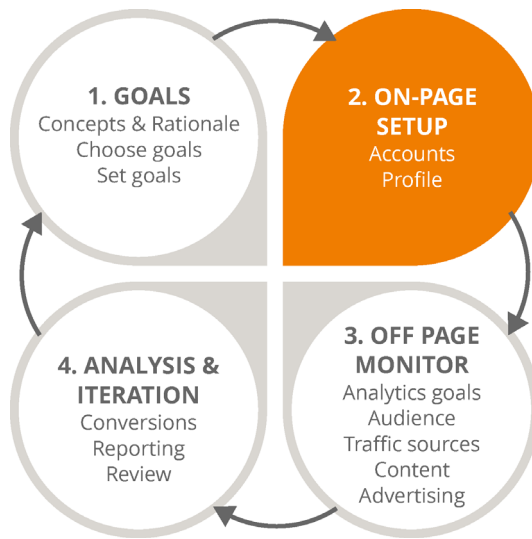 1. GOALS
Concepts & Rationale
Choose goals
Set goals
2. ON-PAGE
SETUP
Accounts
Profile
3. OFF PAGE
MONITOR
Analytics goals
Audience
Traffic sources
Content
Advertising
4. ANALYSIS &
ITERATION
Conversions
Reporting
Review